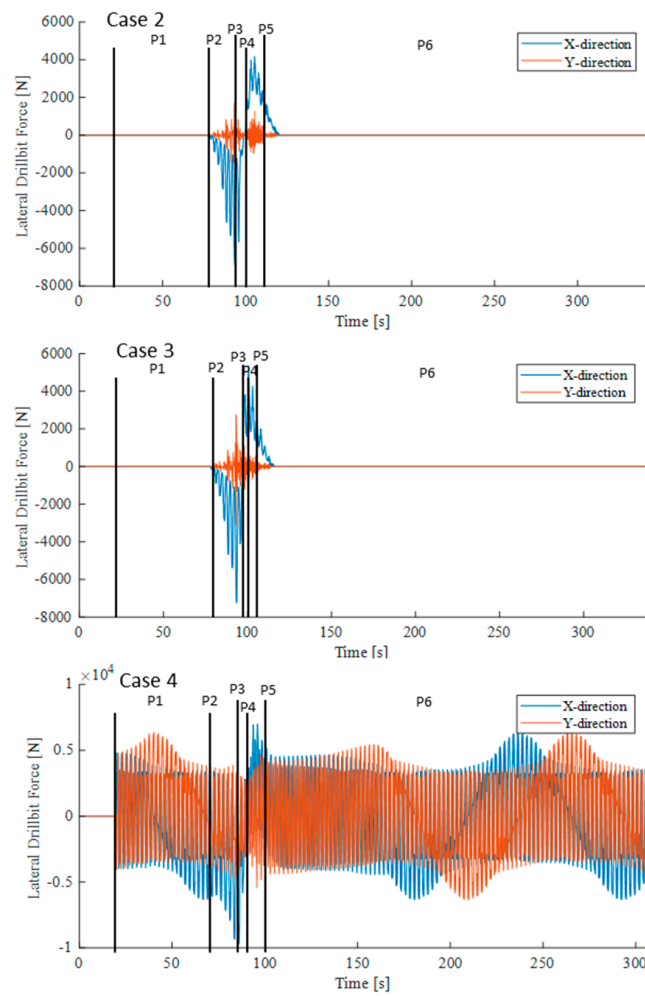 Case 2
P1 P2 P3 P4 P5 P6
X-direction
Y-direction
Lateral Drillbit Force [N]
6000
4000
2000
0
-2000
-4000
-6000
-8000
0 50 100 150 200 250 300
Time [s]
Case 3
P1 P2 P3 P4 P5 P6
X-direction
Y-direction
Lateral Drillbit Force [N]
6000
4000
2000
0
-2000
-4000
-6000
-8000
0 50 100 150 200 250 300
Time [s]
×10^4
Case 4
P1 P2 P3 P4 P5 P6
X-direction
Y-direction
Lateral Drillbit Force [N]
1
0.5
0
-0.5
-1
0 50 100 150 200 250 300
Time [s]